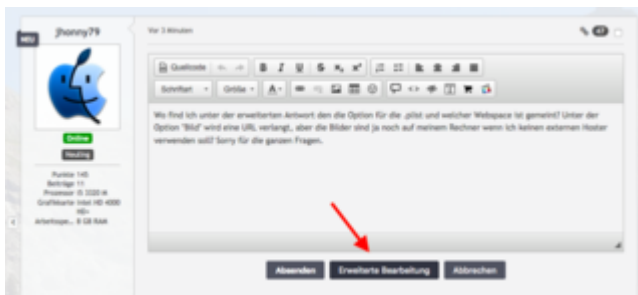 NEU
jhonny79
Vor 3 Minuten
47
Quellcode
B I U S x, x²
Schriftart Größe A
Wo find ich unter der erweiterten Antwort den die Option für die .plist und welcher Webspace ist gemeint? Unter der
Option "Bild" wird eine URL verlangt, aber die Bilder sind ja noch auf meinem Rechner wenn ich keinen externen Hoster
verwenden soll? Sorry für die ganzen Fragen.
Online
Neuling
Punkte 145
Beiträge 11
Prozessor i5 3320 M
Grafikkarte Intel HD 4000
Arbeitsspe... 8 GB RAM
Absenden Erweiterte Bearbeitung Abbrechen